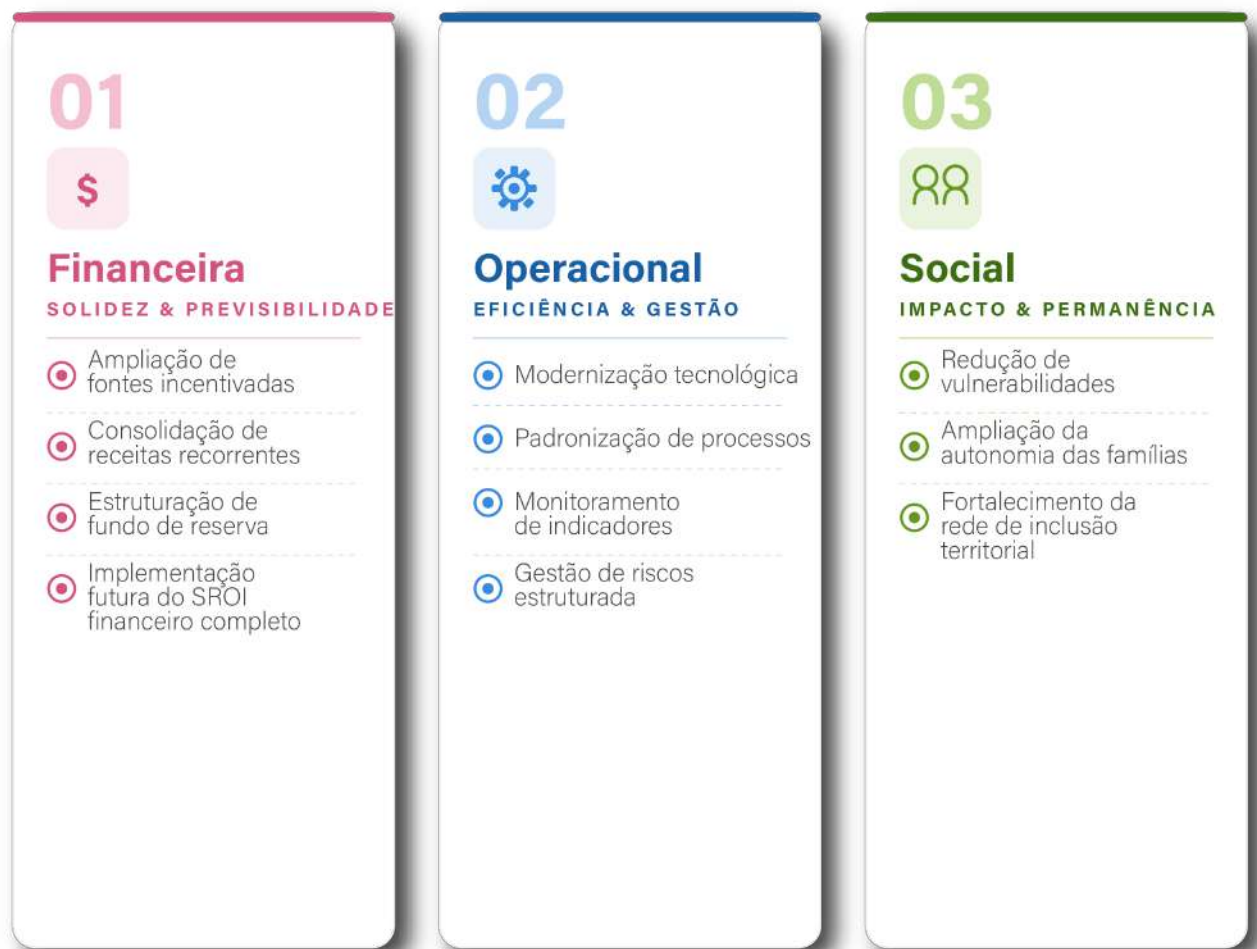 01
$
Financeira
SOLIDEZ & PREVISIBILIDADE
Ampliação de
fontes incentivadas
Consolidação de
receitas recorrentes
Estruturação de
fundo de reserva
Implementação
futura do SROI
financeiro completo
02
Operacional
EFICIÊNCIA & GESTÃO
Modernização tecnológica
Padronização de processos
Monitoramento
de indicadores
Gestão de riscos
estruturada
03
Social
IMPACTO & PERMANÊNCIA
Redução de
vulnerabilidades
Ampliação da
autonomia das famílias
Fortalecimento da
rede de inclusão
territorial